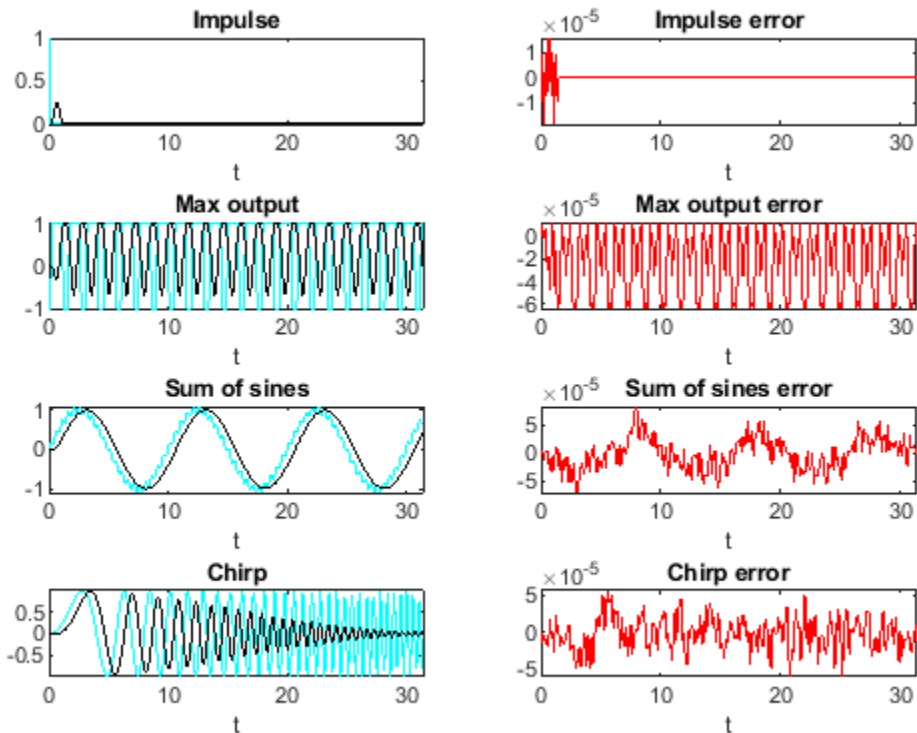 Impulse
1
0.5
0
0 10 20 30
t
Impulse error
×10-5
1
0
-1
0 10 20 30
t
Max output
1
0
-1
0 10 20 30
t
Max output error
×10-5
0
-2
-4
-6
0 10 20 30
t
Sum of sines
1
0
-1
0 10 20 30
t
Sum of sines error
×10-5
5
0
-5
0 10 20 30
t
Chirp
0.5
0
-0.5
0 10 20 30
t
Chirp error
×10-5
5
0
-5
0 10 20 30
t